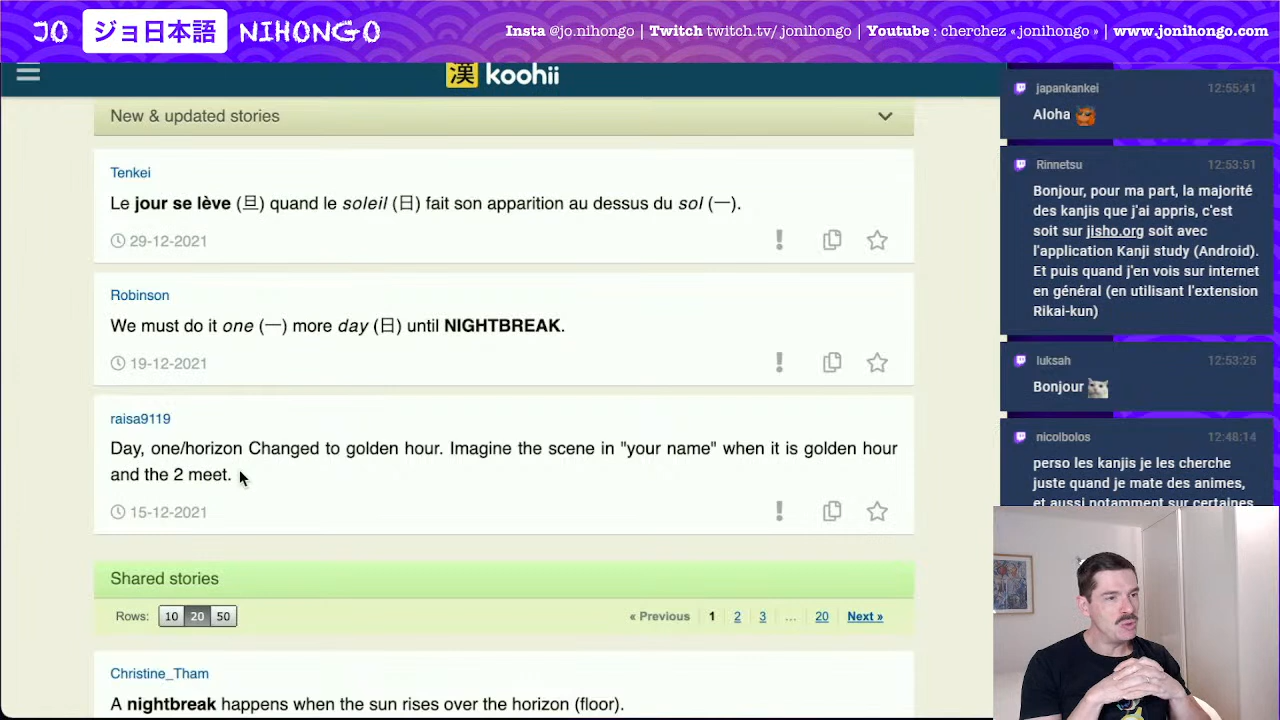 JO ジョ日本語 NIHONGO
Insta @jo.nihongo | Twitch twitch.tv/jonihongo | Youtube : cherchez « jonihongo » | www.jonihongo.com
漢 koohii
New & updated stories
Tenkei
Le jour se lève (旦) quand le soleil (日) fait son apparition au dessus du sol (一).
29-12-2021
Robinson
We must do it one (一) more day (日) until NIGHTBREAK.
19-12-2021
raisa9119
Day, one/horizon Changed to golden hour. Imagine the scene in "your name" when it is golden hour
and the 2 meet.
15-12-2021
Shared stories
Rows: 10 20 50
« Previous 1 2 3 ... 20 Next »
Christine_Tham
A nightbreak happens when the sun rises over the horizon (floor).
japankankei 12:55:41
Aloha
Rinnetsu 12:53:51
Bonjour, pour ma part, la majorité
des kanjis que j'ai appris, c'est
soit sur jisho.org soit avec
l'application Kanji study (Android).
Et puis quand j'en vois sur internet
en général (en utilisant l'extension
Rikai-kun)
luksah 12:53:25
Bonjour
nicolbolos 12:48:14
perso les kanjis je les cherche
juste quand je mate des animes,
et aussi notamment sur certaines